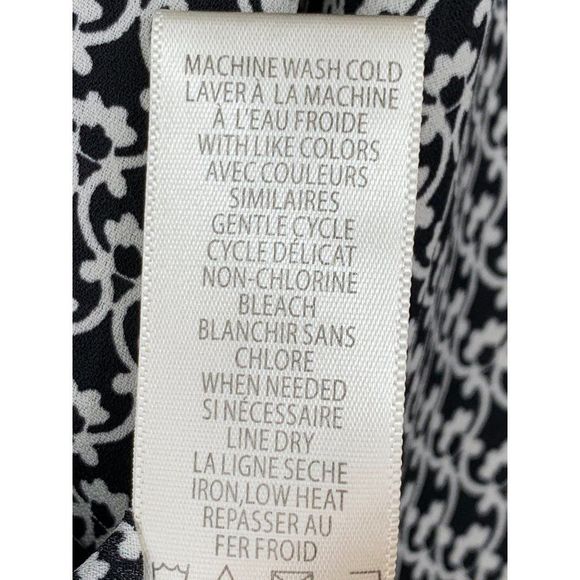 MACHINE WASH COLD
LAVER À LA MACHINE
À L'EAU FROIDE
WITH LIKE COLORS
AVEC COULEURS
SIMILAIRES
GENTLE CYCLE
CYCLE DÉLICAT
NON-CHLORINE
BLEACH
BLANCHIR SANS
CHLORE
WHEN NEEDED
SI NÉCESSAIRE
LINE DRY
LA LIGNE SECHE
IRON,LOW HEAT
REPASSER AU
FER FROID